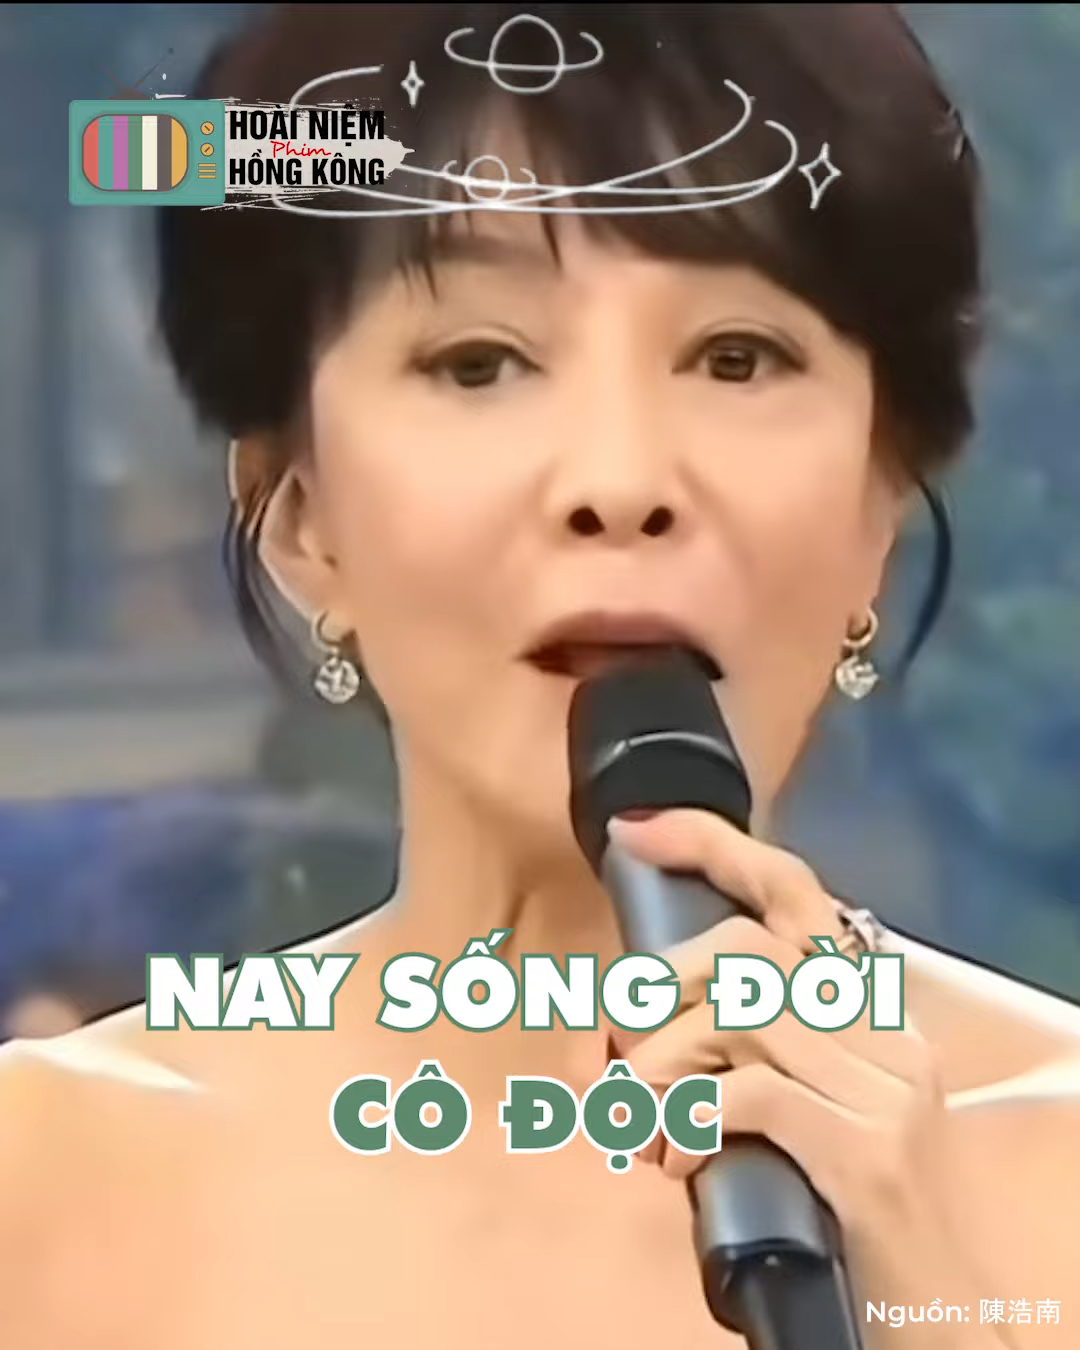 HOÀI NIỆM
Phim
HỒNG KÔNG
NAY SỐNG ĐỜI
CÔ ĐỘC
Nguồn: 陳浩南